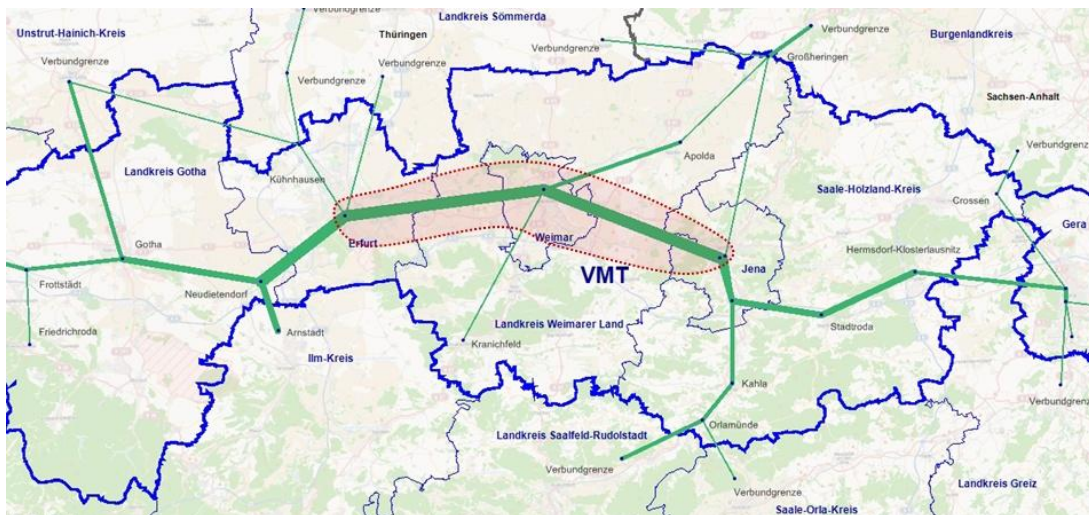 Verbundgrenze
Landkreis Sömmerda
Unstrut-Hainich-Kreis
Thüringen
Verbundgrenze
Verbundgrenze
Burgenlandkreis
Verbundgrenze
Verbundgrenze
Großheringen
Sachsen-Anhalt
Apolda
Verbundgrenze
Landkreis Gotha
Kühnhausen
Saale-Holzland-Kreis
Crossen
Gera
Erfurt
Weimar
Gotha
Hermsdorf-Klosterlausnitz
Jena
VMT
Frottstädt
Neudietendorf
Stadtroda
Landkreis Weimarer Land
Friedrichroda
Arnstadt
Kranichfeld
Ilm-Kreis
Kahla
Verbundgrenze
Orlamünde
Landkreis Saalfeld-Rudolstadt
Verbundgrenze
Verbundgrenze
Landkreis Greiz
Saale-Orla-Kreis